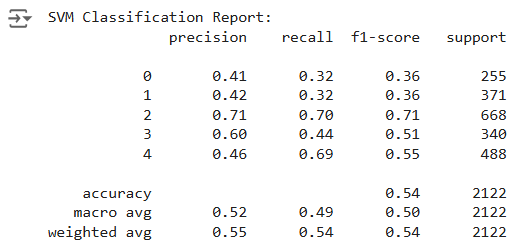 SVM Classification Report:
precision recall f1-score support
0 0.41 0.32 0.36 255
1 0.42 0.32 0.36 371
2 0.71 0.70 0.71 668
3 0.60 0.44 0.51 340
4 0.46 0.69 0.55 488
accuracy 0.54 2122
macro avg 0.52 0.49 0.50 2122
weighted avg 0.55 0.54 0.54 2122